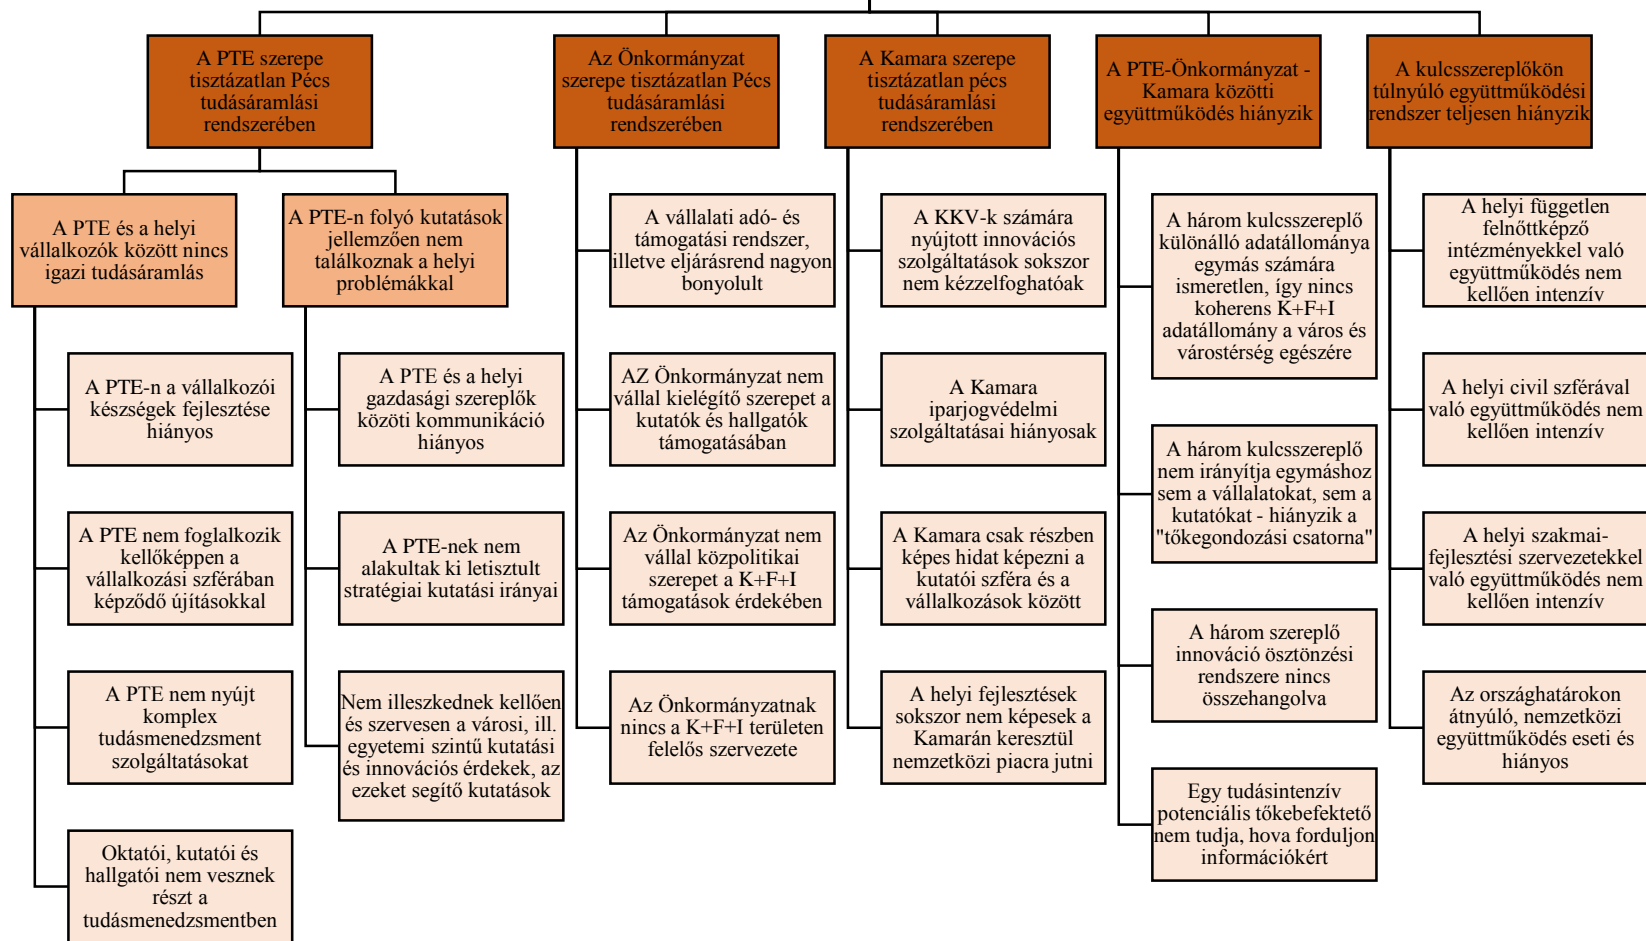 A PTE szerepe
tisztázatlan Pécs
tudásáramlási
rendszerében
Az Önkormányzat
szerepe tisztázatlan Pécs
tudásáramlási
rendszerében
A Kamara szerepe
tisztázatlan pécs
tudásáramlási
rendszerében
A PTE-Önkormányzat -
Kamara közötti
együttműködés hiányzik
A kulcsszereplőkön
túlnyúló együttműködési
rendszer teljesen hiányzik
A PTE és a helyi
vállalkozók között nincs
igazi tudásáramlás
A PTE-n folyó kutatások
jellemzően nem
találkoznak a helyi
problémákkal
A PTE-n a vállalkozói
készségek fejlesztése
hiányos
A PTE nem foglalkozik
kellőképpen a
vállalkozási szférában
képződő újításokkal
A PTE nem nyújt
komplex
tudásmenedzsment
szolgáltatásokat
Oktatói, kutatói és
hallgatói nem vesznek
részt a
tudásmenedzsmentben
A PTE és a helyi
gazdasági szereplők
közöti kommunikáció
hiányos
A PTE-nek nem
alakultak ki letisztult
stratégiai kutatási irányai
Nem illeszkednek kellően
és szervesen a városi, ill.
egyetemi szintű kutatási
és innovációs érdekek, az
ezeket segítő kutatások
A vállalati adó- és
támogatási rendszer,
illetve eljárásrend nagyon
bonyolult
AZ Önkormányzat nem
vállal kielégítő szerepet a
kutatók és hallgatók
támogatásában
Az Önkormányzat nem
vállal közpolitikai
szerepet a K+F+I
támogatások érdekében
Az Önkormányzatnak
nincs a K+F+I területen
felelős szervezete
A KKV-k számára
nyújtott innovációs
szolgáltatások sokszor
nem kézzelfoghatóak
A Kamara
iparjogvédelmi
szolgáltatásai hiányosak
A Kamara csak részben
képes hidat képezni a
kutatói szféra és a
vállalkozások között
A helyi fejlesztések
sokszor nem képesek a
Kamarán keresztül
nemzetközi piacra jutni
A három kulcsszereplő
különálló adatállománya
egymás számára
ismeretlen, így nincs
koherens K+F+I
adatállomány a város és
várostérség egészére
A három kulcsszereplő
nem irányítja egymáshoz
sem a vállalatokat, sem a
kutatókat - hiányzik a
"tőkegondozási csatorna"
A három szereplő
innováció ösztönzési
rendszere nincs
összehangolva
Egy tudásintenzív
potenciális tőkebefektető
nem tudja, hova forduljon
információkért
A helyi független
felnőttképző
intézményekkel való
együttműködés nem
kellően intenzív
A helyi civil szférával
való együttműködés nem
kellően intenzív
A helyi szakmai-
fejlesztési szervezetekkel
való együttműködés nem
kellően intenzív
Az országhatárokon
átnyúló, nemzetközi
együttműködés eseti és
hiányos